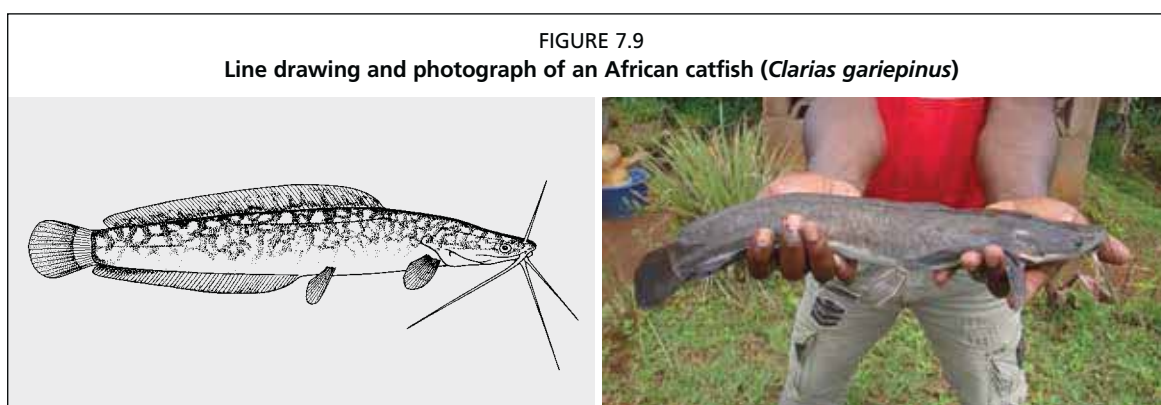 FIGURE 7.9
Line drawing and photograph of an African catfish (Clarias gariepinus)